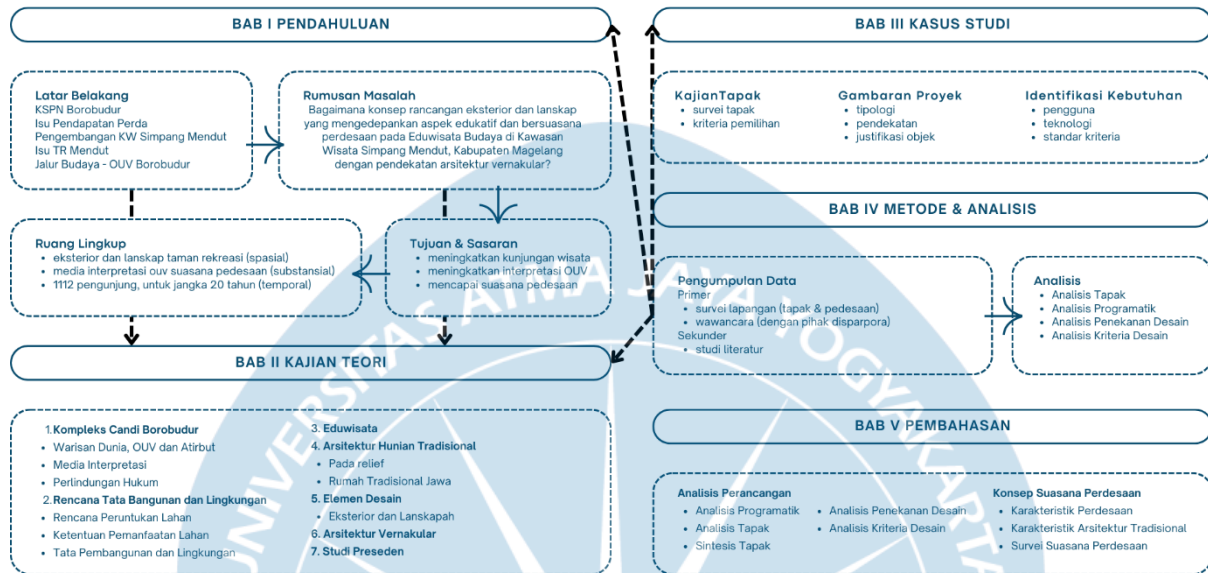 BAB I PENDAHULUAN
Latar Belakang
KSPN Borobudur
Isu Pendapatan Perda
Pengembangan KW Simpang Mendut
Isu TR Mendut
Jalur Budaya - OUV Borobudur
Rumusan Masalah
Bagaimana konsep rancangan eksterior dan lanskap
yang mengedepankan aspek edukatif dan bersuasana
perdesaan pada Eduwisata Budaya di Kawasan
Wisata Simpang Mendut, Kabupaten Magelang
dengan pendekatan arsitektur vernakular?
Ruang Lingkup
• eksterior dan lanskap taman rekreasi (spasial)
• media interpretasi ouv suasana pedesaan (substansial)
• 1112 pengunjung, untuk jangka 20 tahun (temporal)
Tujuan & Sasaran
• meningkatkan kunjungan wisata
• meningkatkan interpretasi OUV
• mencapai suasana pedesaan
BAB II KAJIAN TEORI
1. Kompleks Candi Borobudur
• Warisan Dunia, OUV dan Atirbut
• Media Interpretasi
• Perlindungan Hukum
2. Rencana Tata Bangunan dan Lingkungan
• Rencana Peruntukan Lahan
• Ketentuan Pemanfaatan Lahan
• Tata Pembangunan dan Lingkungan
3. Eduwisata
4. Arsitektur Hunian Tradisional
• Pada relief
• Rumah Tradisional Jawa
5. Elemen Desain
• Eksterior dan Lanskapah
6. Arsitektur Vernakular
7. Studi Preseden
BAB III KASUS STUDI
KajianTapak
• survei tapak
• kriteria pemilihan
Gambaran Proyek
• tipologi
• pendekatan
• justifikasi objek
Identifikasi Kebutuhan
• pengguna
• teknologi
• standar kriteria
BAB IV METODE & ANALISIS
Pengumpulan Data
Primer
• survei lapangan (tapak & pedesaan)
• wawancara (dengan pihak disparpora)
Sekunder
• studi literatur
Analisis
• Analisis Tapak
• Analisis Programatik
• Analisis Penekanan Desain
• Analisis Kriteria Desain
BAB V PEMBAHASAN
Analisis Perancangan
• Analisis Programatik
• Analisis Tapak
• Sintesis Tapak
• Analisis Penekanan Desain
• Analisis Kriteria Desain
Konsep Suasana Perdesaan
• Karakteristik Perdesaan
• Karakteristik Arsitektur Tradisional
• Survei Suasana Perdesaan
UNIVERSITAS ATMA JAYA YOGYAKARTA